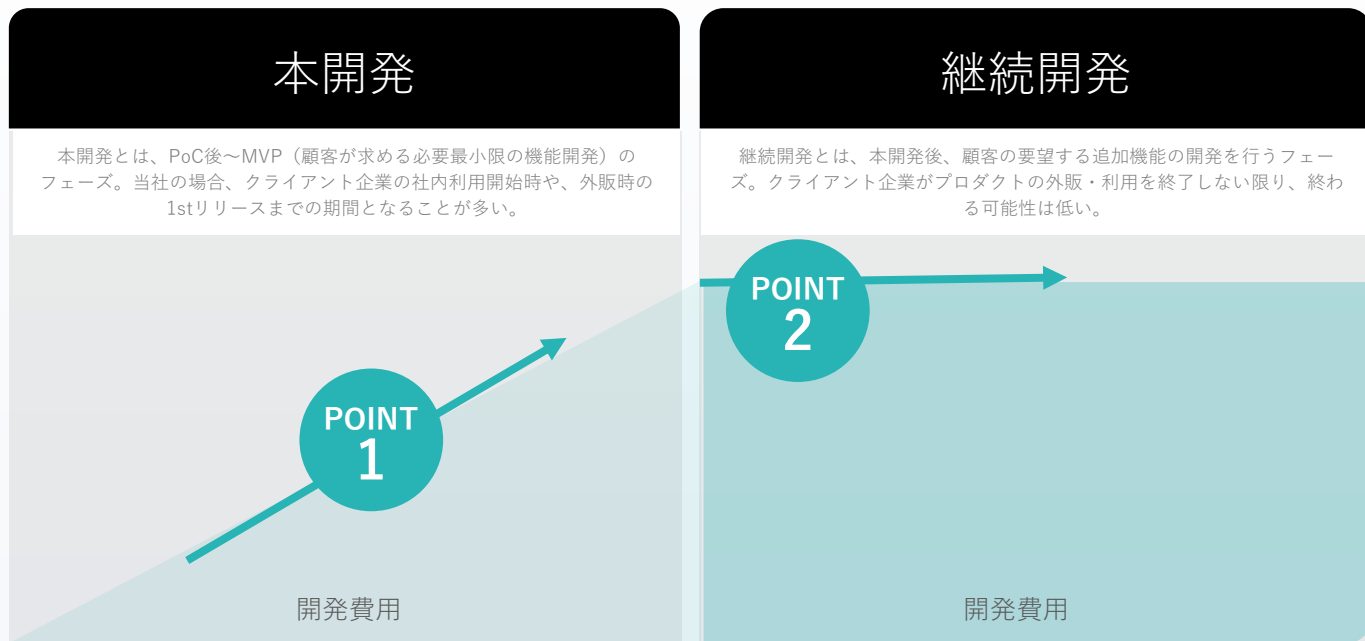 本開発
本開発とは、PoC後〜MVP（顧客が求める必要最小限の機能開発）の
フェーズ。当社の場合、クライアント企業の社内利用開始時や、外販時の
1stリリースまでの期間となることが多い。
POINT
1
開発費用
継続開発
継続開発とは、本開発後、顧客の要望する追加機能の開発を行うフェー
ズ。クライアント企業がプロダクトの外販・利用を終了しない限り、終わ
る可能性は低い。
POINT
2
開発費用